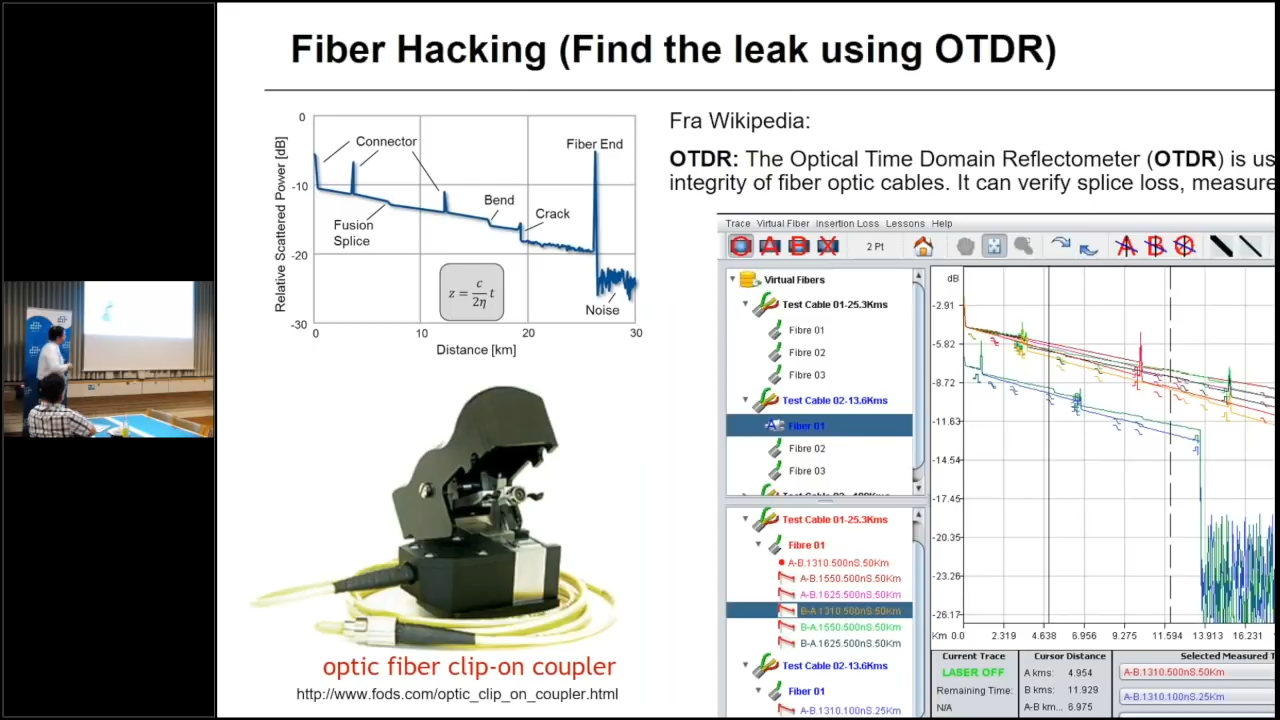 Fiber Hacking (Find the leak using OTDR)
0
-10
-20
-30
Relative Scattered Power [dB]
Connector
Fusion
Splice
Bend
Crack
Fiber End
Noise
z = c/2η t
0
10
20
30
Distance [km]
Fra Wikipedia:
OTDR: The Optical Time Domain Reflectometer (OTDR) is us
integrity of fiber optic cables. It can verify splice loss, measure
Trace Virtual Fiber Insertion Loss Lessons Help
A B X 2 Pt A B
Virtual Fibers
Test Cable 01-25.3Kms
Fibre 01
Fibre 02
Fibre 03
Test Cable 02-13.6Kms
Fiber 01
Fibre 02
Fibre 03
Test Cable 01-25.3Kms
Fibre 01
A-B.1310.500nS.50Km
A-B.1550.500nS.50Km
A-B.1625.500nS.50Km
B-A.1310.500nS.50Km
B-A.1550.500nS.50Km
B-A.1625.500nS.50Km
Test Cable 02-13.6Kms
Fiber 01
A-B.1310.100nS.25Km
dB
-2.91
-5.82
-8.72
-11.63
-14.54
-17.45
-20.35
-23.26
-26.17
Km 0.0 2.319 4.638 6.956 9.275 11.594 13.913 16.231
Current Trace
LASER OFF
Remaining Time:
N/A
Cursor Distance
A kms: 4.954
B kms: 11.929
A-B km... 6.975
Selected Measured T
A-B.1310.500nS.50Km
A-B.1310.100nS.25Km
optic fiber clip-on coupler
http://www.fods.com/optic_clip_on_coupler.html